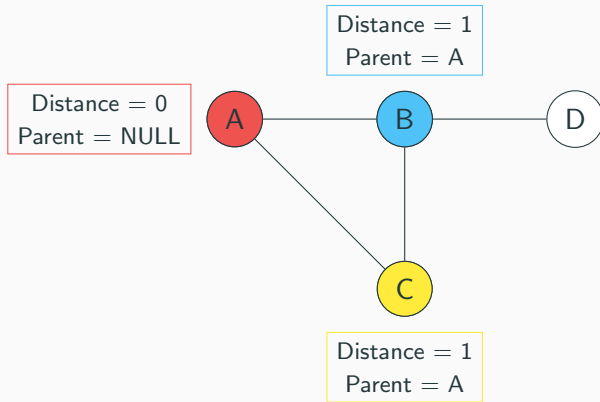 Distance = 1
Parent = A
Distance = 0
Parent = NULL
A
B
D
C
Distance = 1
Parent = A